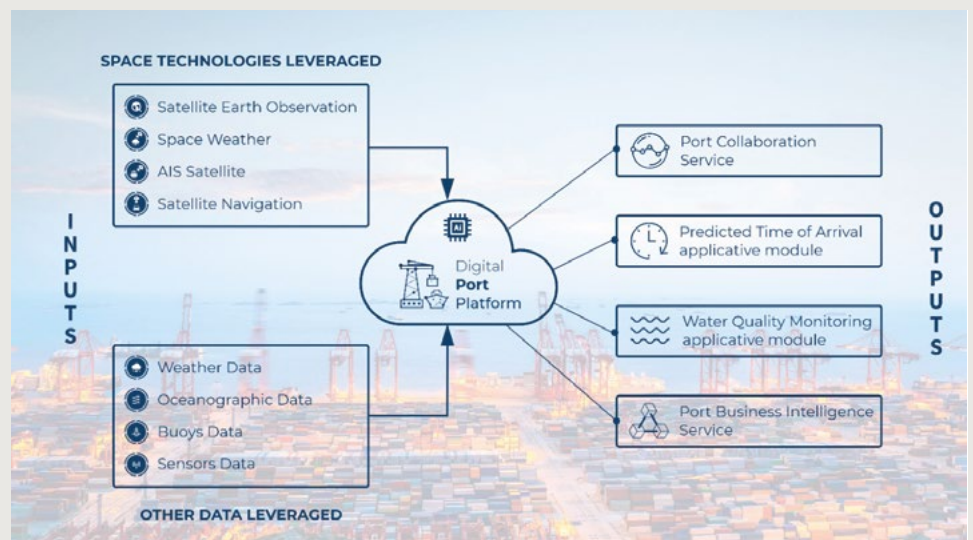 SPACE TECHNOLOGIES LEVERAGED
Satellite Earth Observation
Space Weather
AIS Satellite
Satellite Navigation
INPUTS
Weather Data
Oceanographic Data
Buoys Data
Sensors Data
OTHER DATA LEVERAGED
AI
Digital
Port
Platform
Port Collaboration
Service
Predicted Time of Arrival
applicative module
Water Quality Monitoring
applicative module
Port Business Intelligence
Service
OUTPUTS